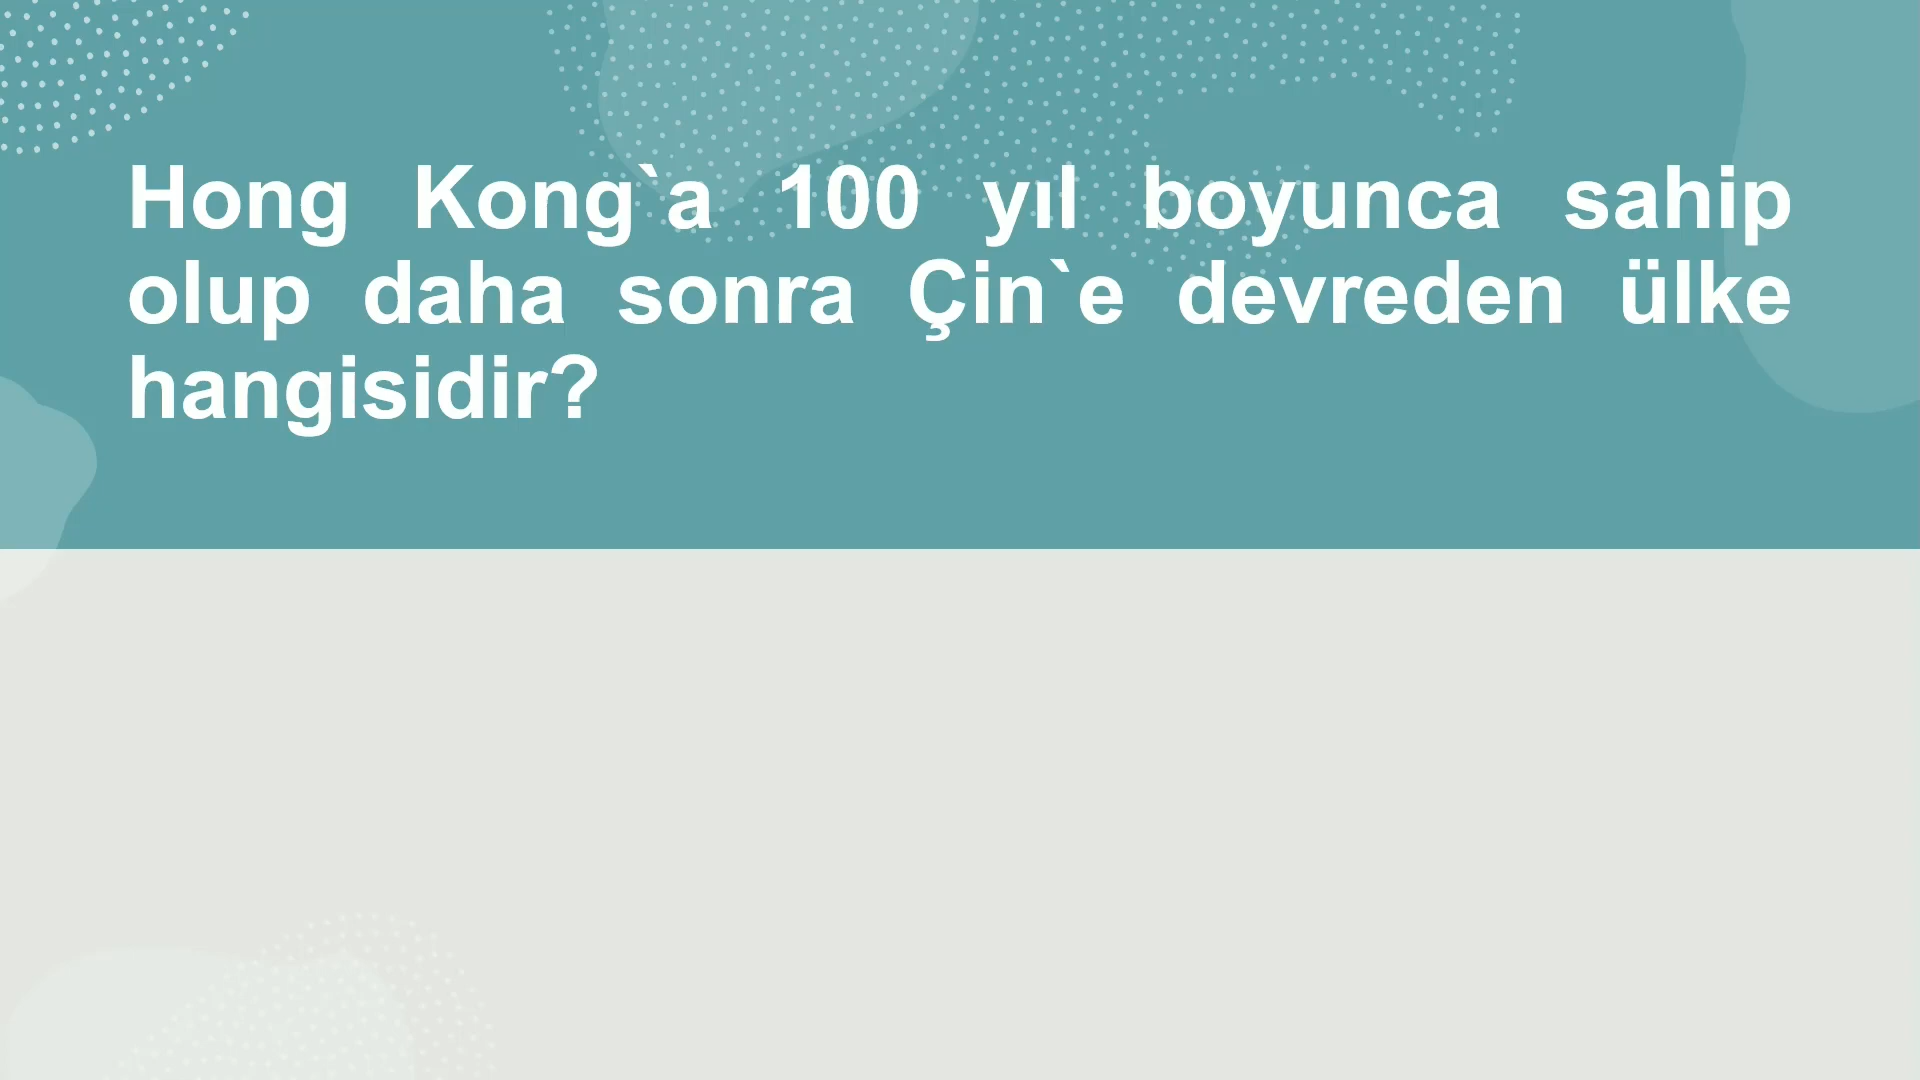 Hong Kong`a 100 yıl boyunca sahip
olup daha sonra Çin`e devreden ülke
hangisidir?